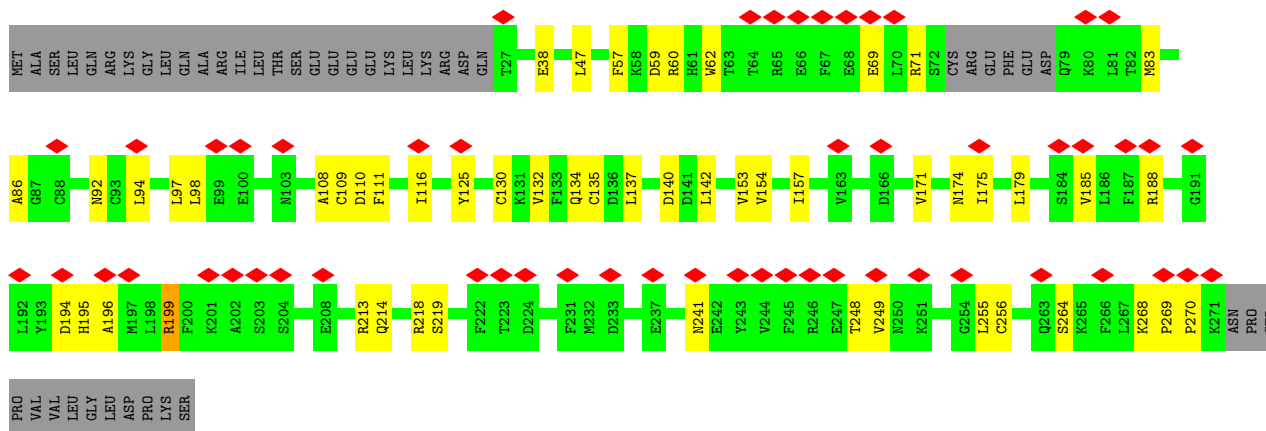 MET ALA SER LEU GLN ARG LYS GLY LEU GLN ALA ARG ILE LEU THR SER GLU GLU GLU GLU LYS LEU LYS ARG ASP GLN T27 E38 L47 F57 K58 D59 R60 H61 W62 T63 T64 R65 E66 F67 E68 E69 L70 R71 S72 CYS ARG GLU PHE GLU ASP Q79 K80 L81 T82 M83
A86 G87 C88 N92 C93 L94 L97 L98 E99 E100 N103 A108 C109 D110 F111 I116 Y125 C130 K131 V132 F133 Q134 C135 D136 L137 D140 D141 L142 V153 V154 I157 V163 D166 V171 N174 I175 L179 S184 V185 L186 F187 R188 G191
L192 Y193 D194 H195 A196 M197 L198 R199 F200 K201 A202 S203 S204 E208 R213 Q214 R218 S219 F222 T223 D224 F231 M232 D233 E237 N241 E242 Y243 V244 F245 R246 E247 T248 V249 N250 K251 G254 L255 C256 Q263 S264 K265 F266 L267 K268 P269 P270 K271 ASN PRO
PRO VAL VAL LEU GLY LEU ASP PRO LYS SER